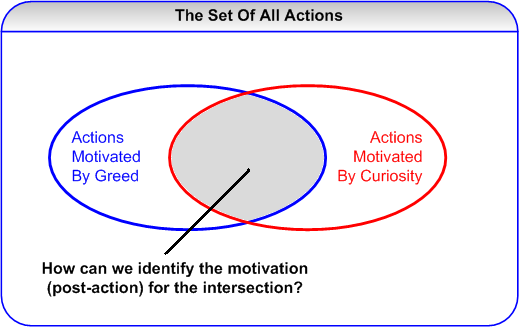 The Set Of All Actions
Actions
Motivated
By Greed
Actions
Motivated
By Curiosity
How can we identify the motivation
(post-action) for the intersection?